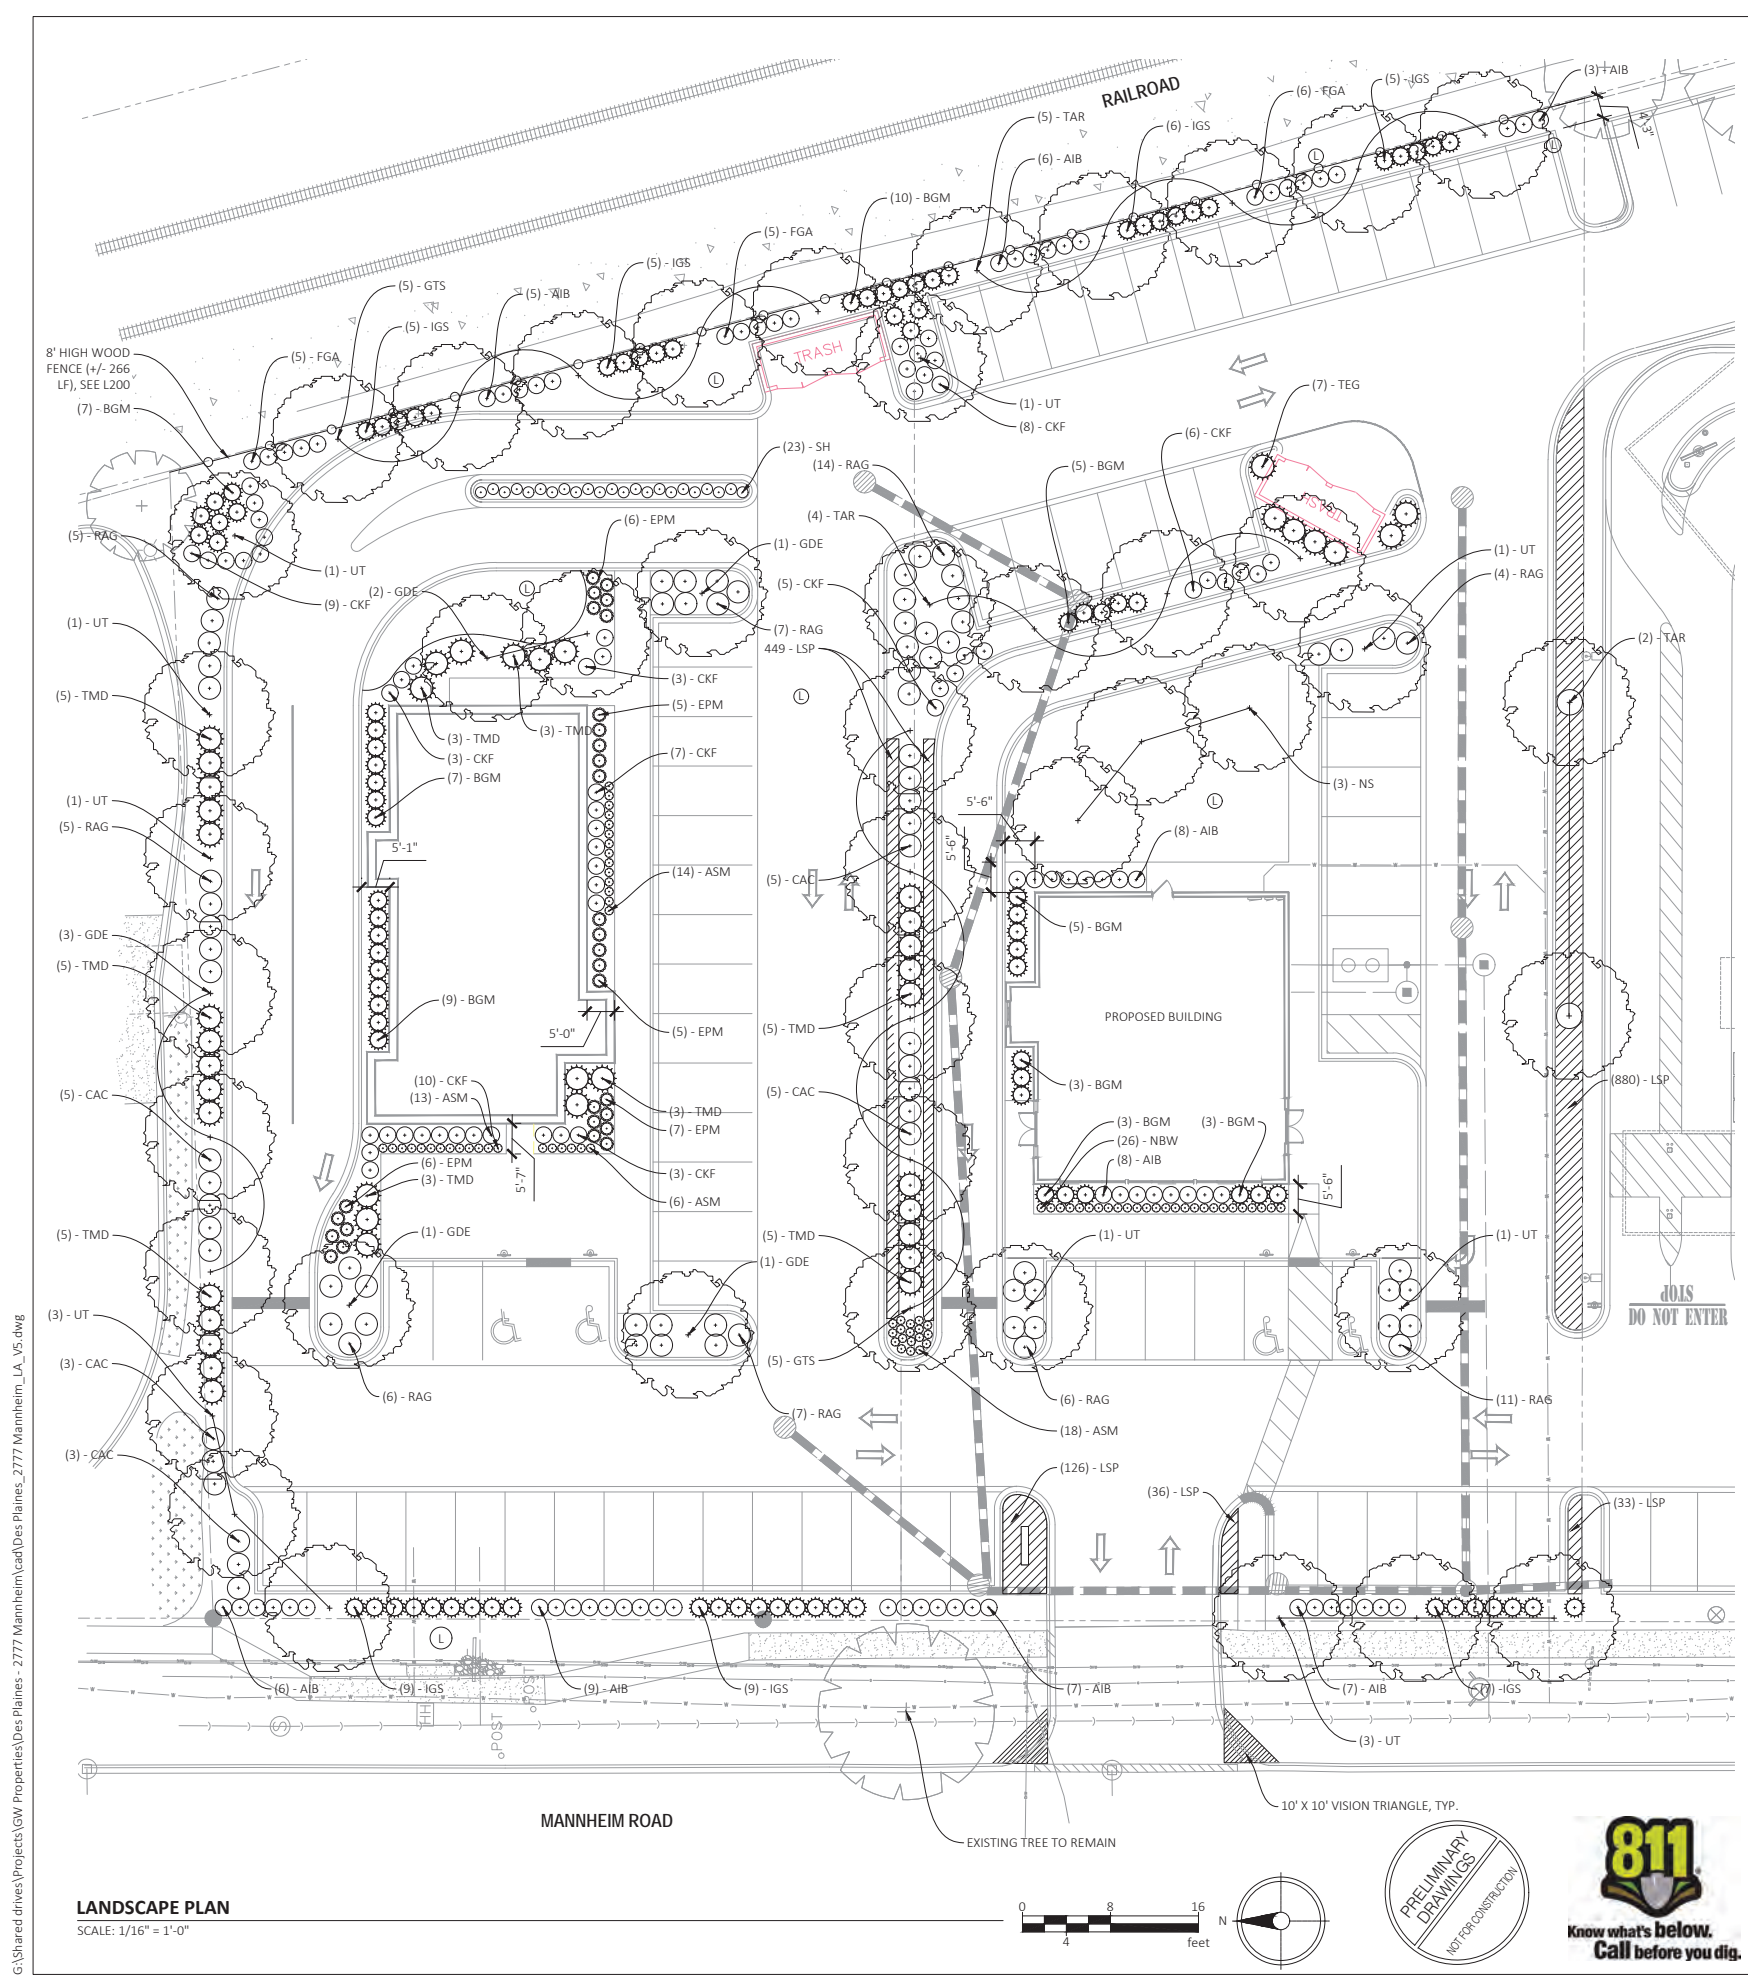 RAILROAD
(3) - AIB
(5) - IGS
(6) - FGA
4'-3"
(5) - TAR
(6) - IGS
(6) - AIB
(10) - BGM
(5) - FGA
(5) - IGS
(5) - GTS
(5) - AIB
(5) - IGS
8' HIGH WOOD
FENCE (+/- 266
LF), SEE L200
(5) - FGA
TRASH
(7) - BGM
(1) - UT
(8) - CKF
(7) - TEG
(6) - CKF
(23) - SH
(14) - RAG
(5) - BGM
TRASH
(5) - RAG
(6) - EPM
(4) - TAR
(1) - GDE
(1) - UT
(1) - UT
(2) - GDE
(5) - CKF
(4) - RAG
(9) - CKF
(1) - UT
(7) - RAG
449 - LSP
(2) - TAR
(3) - CKF
(5) - TMD
(5) - EPM
(3) - TMD
(3) - TMD
(3) - CKF
(7) - CKF
(7) - BGM
(3) - NS
(1) - UT
5'-6"
(5) - RAG
(8) - AIB
5'-1"
5'-6"
(14) - ASM
(5) - CAC
(3) - GDE
(5) - BGM
(5) - TMD
(9) - BGM
PROPOSED BUILDING
5'-0"
(5) - EPM
(5) - TMD
(10) - CKF
(3) - BGM
(880) - LSP
(5) - CAC
(13) - ASM
(5) - CAC
(3) - TMD
(7) - EPM
(3) - BGM
(3) - BGM
(26) - NBW
(8) - AIB
(6) - EPM
(3) - TMD
5'-7"
(3) - CKF
5'-6"
(6) - ASM
(5) - TMD
(1) - GDE
(5) - TMD
(1) - UT
(1) - UT
(1) - GDE
STOP
DO NOT ENTER
(3) - UT
(3) - CAC
(5) - GTS
(6) - RAG
(6) - RAG
(11) - RAG
(7) - RAG
(18) - ASM
(3) - CAC
(126) - LSP
(36) - LSP
(33) - LSP
L
L
L
L
L
L
L
(6) - AIB
(9) - IGS
(9) - AIB
(9) - IGS
(7) - AIB
(7) - AIB
(7) - IGS
HH
S
POST
POST
(3) - UT
10' X 10' VISION TRIANGLE, TYP.
MANNHEIM ROAD
EXISTING TREE TO REMAIN
PRELIMINARY
DRAWINGS
NOT FOR CONSTRUCTION
811
Know what's below.
Call before you dig.
LANDSCAPE PLAN
SCALE: 1/16" = 1'-0"
0 8 16
4 feet
N
G:\Shared drives\Projects\GW Properties\Des Plaines - 2777 Mannheim\cad\Des Plaines_2777 Mannheim_LA_V5.dwg